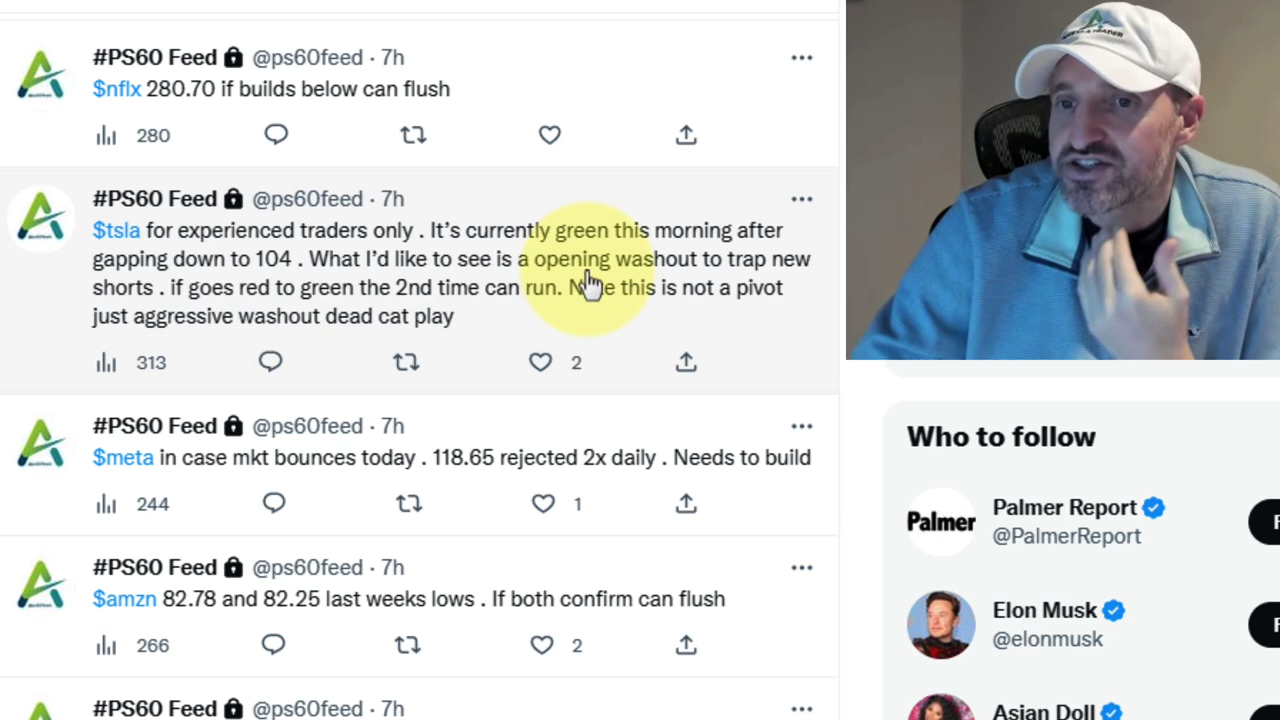 #PS60 Feed @ps60feed · 7h
$nflx 280.70 if builds below can flush
280
#PS60 Feed @ps60feed · 7h
$tsla for experienced traders only . It’s currently green this morning after
gapping down to 104 . What I’d like to see is a opening washout to trap new
shorts . if goes red to green the 2nd time can run. this is not a pivot
just aggressive washout dead cat play
313 2
#PS60 Feed @ps60feed · 7h
$meta in case mkt bounces today . 118.65 rejected 2x daily . Needs to build
244 1
#PS60 Feed @ps60feed · 7h
$amzn 82.78 and 82.25 last weeks lows . If both confirm can flush
266 2
#PS60 Feed @ps60feed · 7h
Who to follow
Palmer
Palmer Report
@PalmerReport
Elon Musk
@elonmusk
Asian Doll